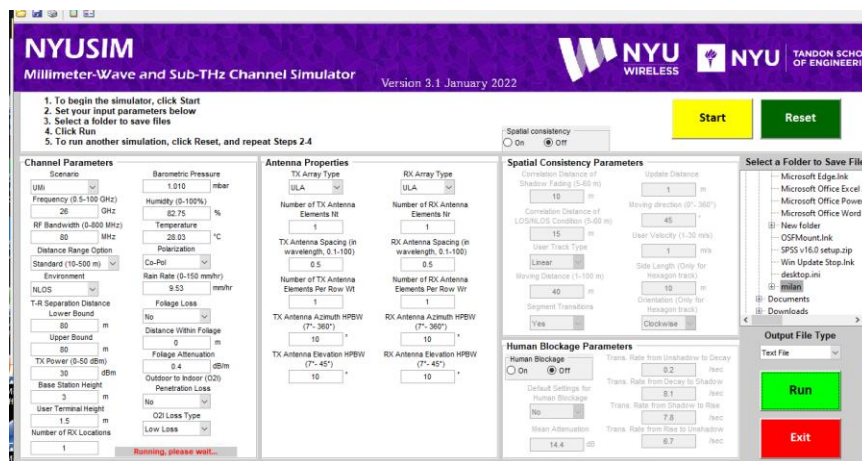 NYUSIM
Millimeter-Wave and Sub-THz Channel Simulator
Version 3.1 January 2022
NYU WIRELESS
NYU
TANDON SCHO
OF ENGINEERI
1. To begin the simulator, click Start
2. Set your input parameters below
3. Select a folder to save files
4. Click Run
5. To run another simulation, click Reset, and repeat Steps 2-4
Spatial consistency
On Off
Start
Reset
Channel Parameters
Scenario
UMi
Frequency (0.5-100 GHz)
26 GHz
RF Bandwidth (0-800 MHz)
80 MHz
Distance Range Option
Standard (10-500 m)
Environment
NLOS
T-R Separation Distance
Lower Bound
80 m
Upper Bound
80 m
TX Power (0-50 dBm)
30 dBm
Base Station Height
3 m
User Terminal Height
1.5 m
Number of RX Locations
1
Barometric Pressure
1.010 mbar
Humidity (0-100%)
82.75 %
Temperature
28.03 °C
Polarization
Co-Pol
Rain Rate (0-150 mm/hr)
9.53 mm/hr
Foliage Loss
No
Distance Within Foliage
0 m
Foliage Attenuation
0.4 dB/m
Outdoor to Indoor (O2I)
Penetration Loss
No
O2I Loss Type
Low Loss
Running, please wait...
Antenna Properties
TX Array Type
ULA
Number of TX Antenna
Elements Nt
1
TX Antenna Spacing (in
wavelength, 0.1-100)
0.5
Number of TX Antenna
Elements Per Row Wt
1
TX Antenna Azimuth HPBW
(7°- 360°)
10 °
TX Antenna Elevation HPBW
(7°- 45°)
10 °
RX Array Type
ULA
Number of RX Antenna
Elements Nr
1
RX Antenna Spacing (in
wavelength, 0.1-100)
0.5
Number of RX Antenna
Elements Per Row Wr
1
RX Antenna Azimuth HPBW
(7°- 360°)
10 °
RX Antenna Elevation HPBW
(7°- 45°)
10 °
Spatial Consistency Parameters
Correlation Distance of
Shadow Fading (5-60 m)
10 m
Correlation Distance of
LOS/NLOS Condition (5-60 m)
15 m
User Track Type
Linear
Moving Distance (1-100 m)
40 m
Segment Transitions
Yes
Update Distance
1 m
Moving direction (0°- 360°)
45 °
User Velocity (1-30 m/s)
1 m/s
Side Length (Only for
Hexagon track)
10 m
Orientation (Only for
Hexagon track)
Clockwise
Human Blockage Parameters
Human Blockage
On Off
Default Settings for
Human Blockage
No
Mean Attenuation
14.4 dB
Trans. Rate from Unshadow to Decay
0.2 /sec
Trans. Rate from Decay to Shadow
8.1 /sec
Trans. Rate from Shadow to Rise
7.8 /sec
Trans. Rate from Rise to Unshadow
6.7 /sec
Select a Folder to Save File
Microsoft Edge.lnk
Microsoft Office Excel
Microsoft Office Power
Microsoft Office Word
New folder
OSFMount.lnk
SPSS v16.0 setup.zip
Win Update Stop.lnk
desktop.ini
milan
Documents
Downloads
Output File Type
Text File
Run
Exit